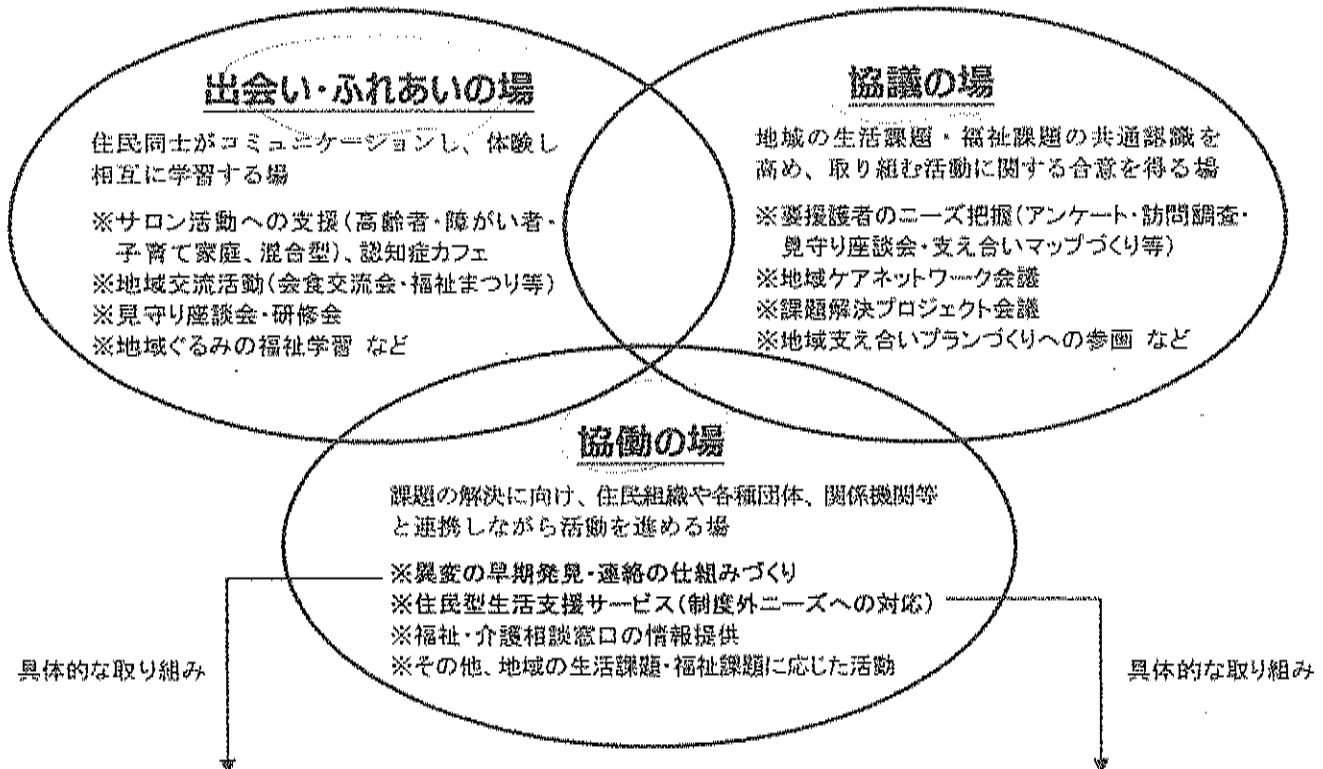 出会い・ふれあいの場
住民同士がコミュニケーションし、体験し
相互に学習する場
※サロン活動への支援(高齢者・障がい者・
子育て家庭、混合型)、認知症カフェ
※地域交流活動(会食交流会・福祉まつり等)
※見守り座談会・研修会
※地域ぐるみの福祉学習 など
協議の場
地域の生活課題・福祉課題の共通認識を
高め、取り組む活動に関する合意を得る場
※要援護者のニーズ把握(アンケート・訪問調査・
見守り座談会・支え合いマップづくり等)
※地域ケアネットワーク会議
※課題解決プロジェクト会議
※地域支え合いプランづくりへの参画 など
協働の場
課題の解決に向け、住民組織や各種団体、関係機関等
と連携しながら活動を進める場
※異変の早期発見・連絡の仕組みづくり
※住民型生活支援サービス(制度外ニーズへの対応)
※福祉・介護相談窓口の情報提供
※その他、地域の生活課題・福祉課題に応じた活動
具体的な取り組み
具体的な取り組み